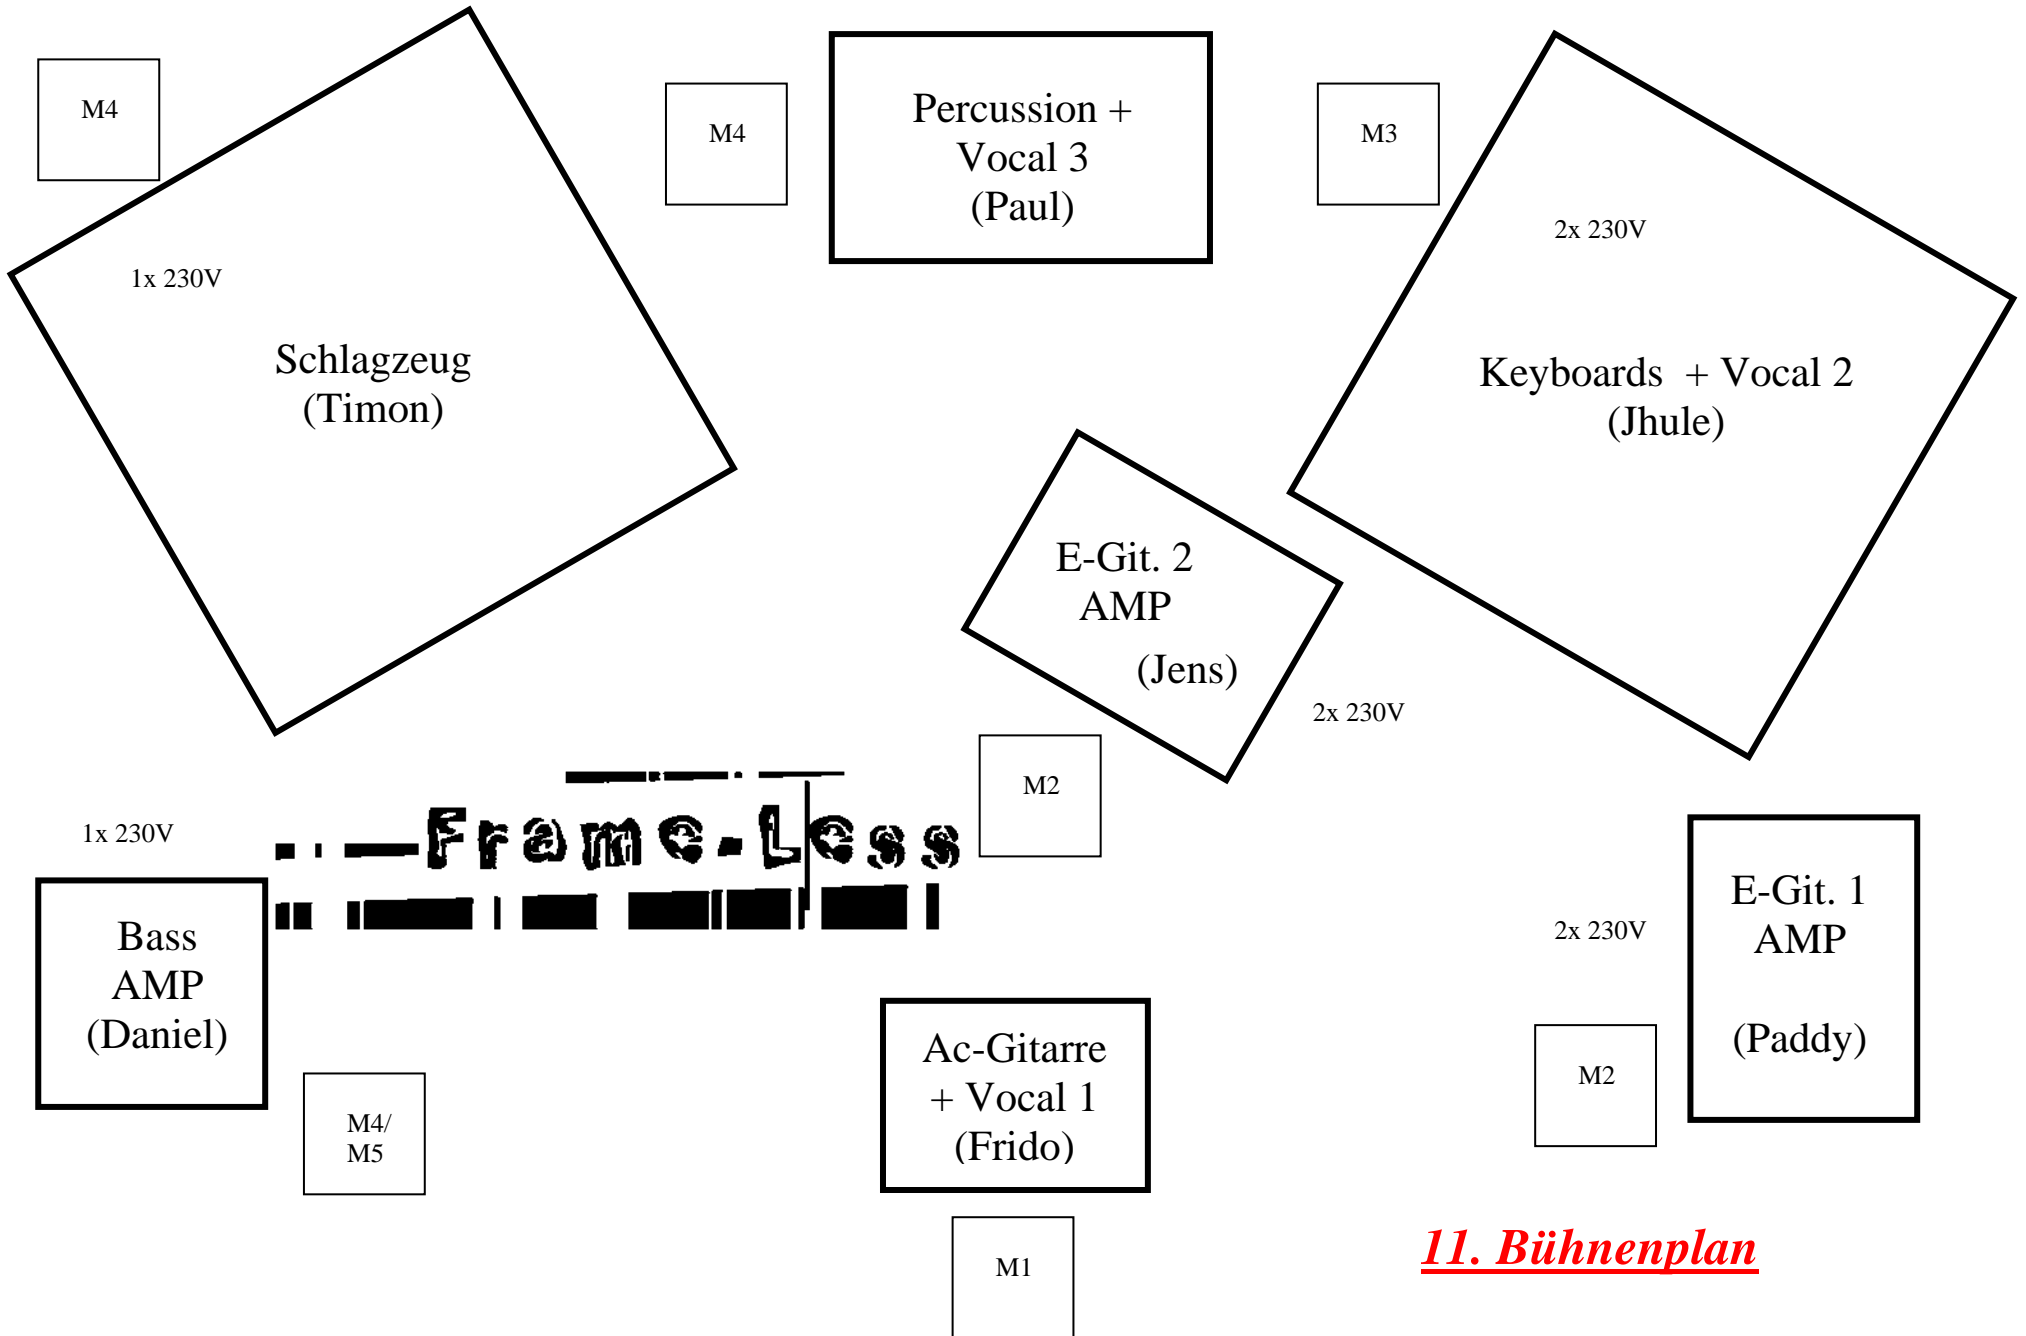 M4
M4
Percussion +
Vocal 3
(Paul)
M3
1x 230V
2x 230V
Schlagzeug
(Timon)
Keyboards + Vocal 2
(Jhule)
E-Git. 2
AMP
(Jens)
2x 230V
M2
Frame-Less
1x 230V
Bass
AMP
(Daniel)
M4/
M5
Ac-Gitarre
+ Vocal 1
(Frido)
M1
2x 230V
E-Git. 1
AMP
(Paddy)
M2
11. Bühnenplan